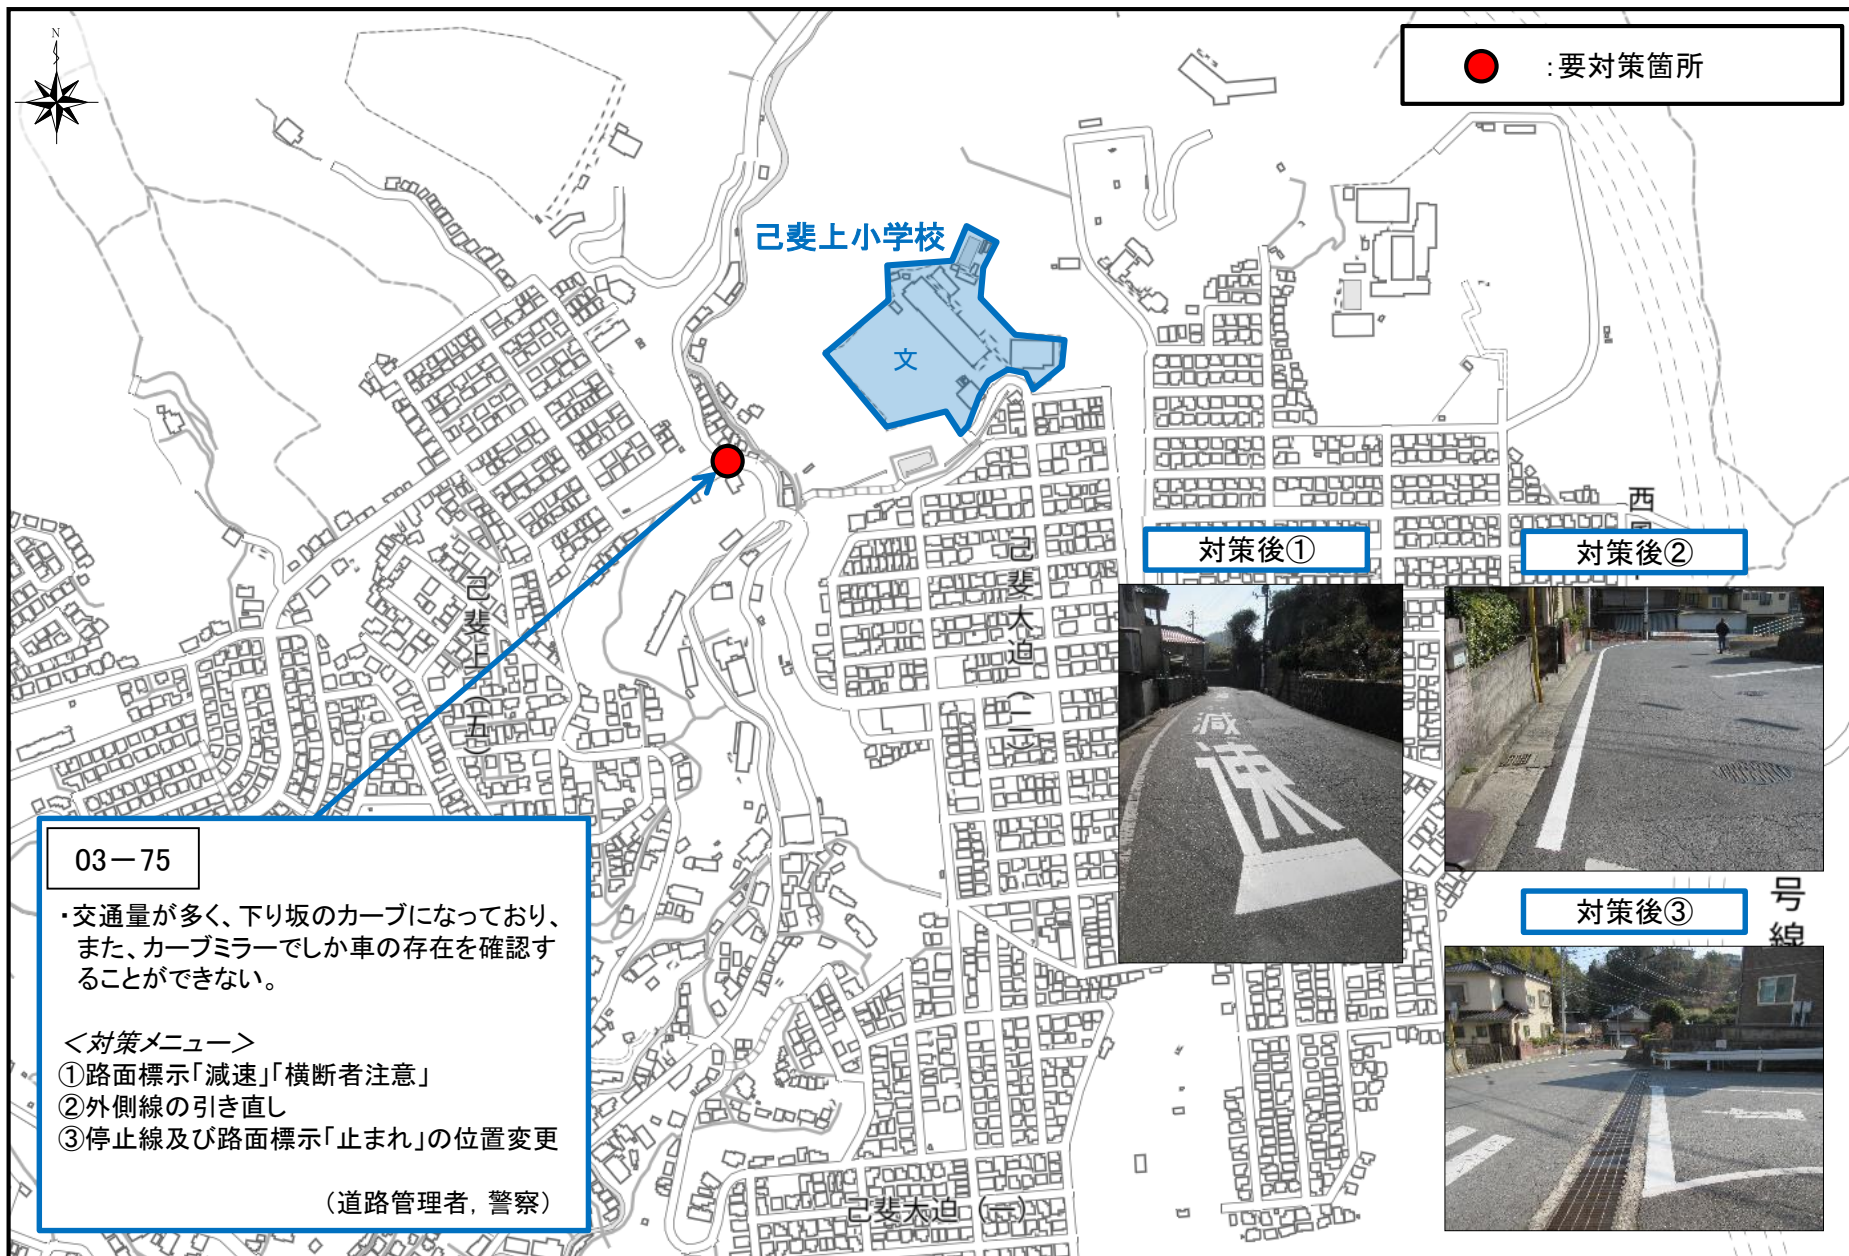 N
:要対策箇所
己斐上小学校
文
西
対策後①
対策後②
己斐大迫(二)
己斐上(五)
減速
対策後③
号線
03-75
・交通量が多く、下り坂のカーブになっており、
また、カーブミラーでしか車の存在を確認す
ることができない。
<対策メニュー>
①路面標示「減速」「横断者注意」
②外側線の引き直し
③停止線及び路面標示「止まれ」の位置変更
(道路管理者, 警察)
己斐大迫(一)